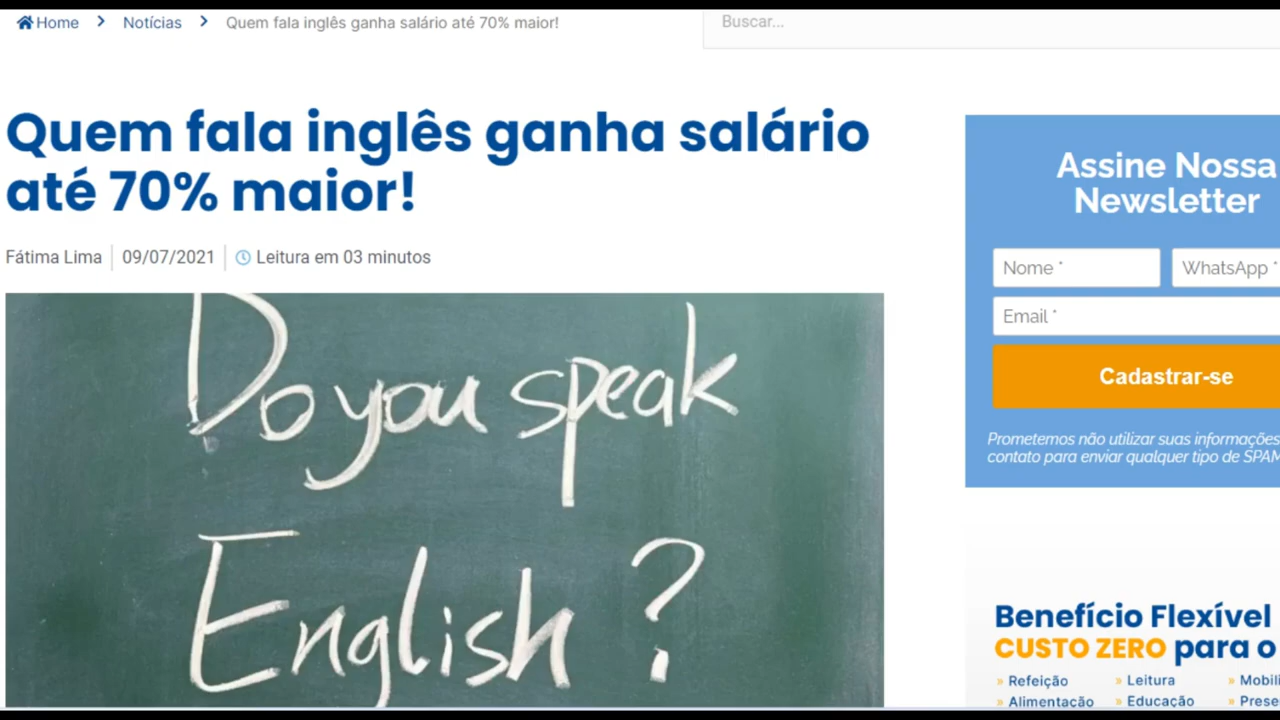 Home > Notícias > Quem fala inglês ganha salário até 70% maior!
Buscar...
Quem fala inglês ganha salário
até 70% maior!
Fátima Lima | 09/07/2021 | Leitura em 03 minutos
Do you speak
English ?
Assine Nossa
Newsletter
Nome *
WhatsApp *
Email *
Cadastrar-se
Prometemos não utilizar suas informações
contato para enviar qualquer tipo de SPAM
Benefício Flexível
CUSTO ZERO para o
» Refeição » Leitura » Mobili
» Alimentação » Educação » Prese